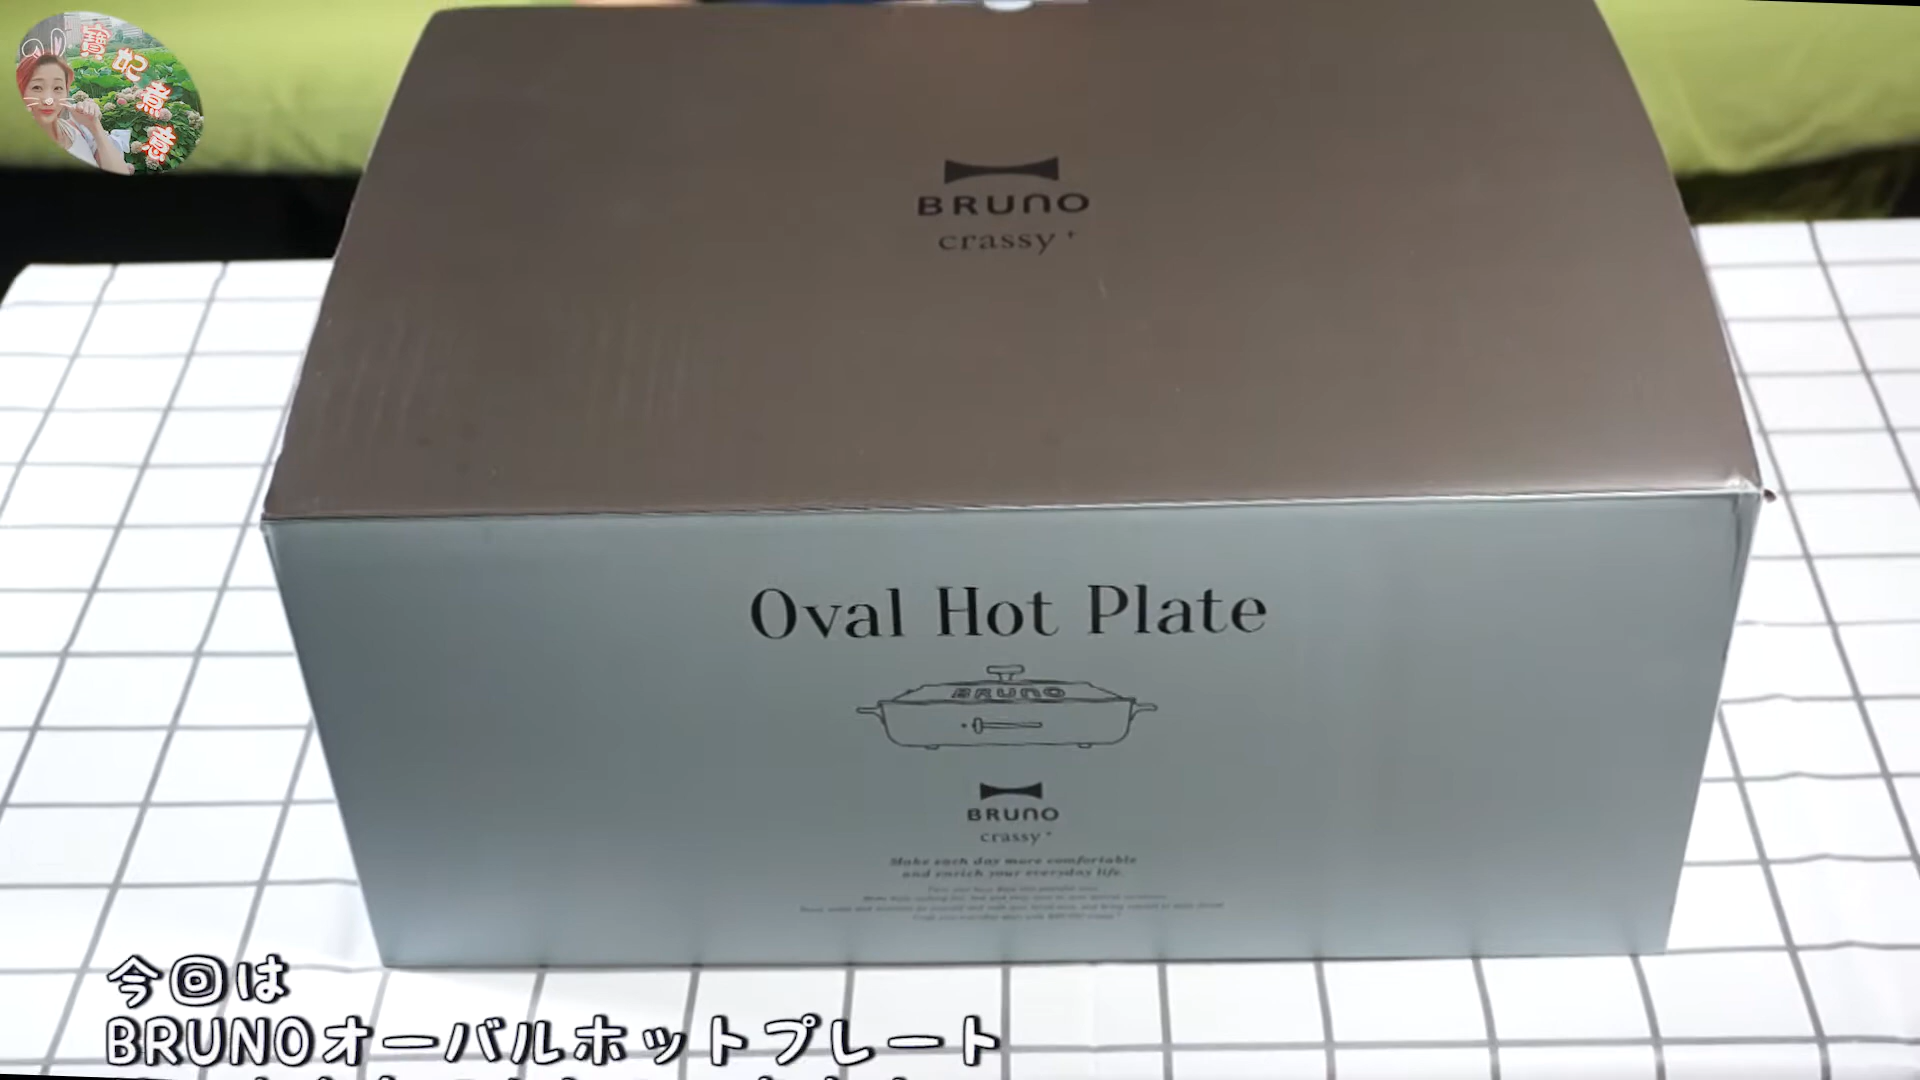 寶妃煮意
BRUNO
crassy+
Oval Hot Plate
BRUNO
BRUNO
crassy+
Make each day more comfortable
and enrich your everyday life.
今回は
BRUNOオーバルホットプレート